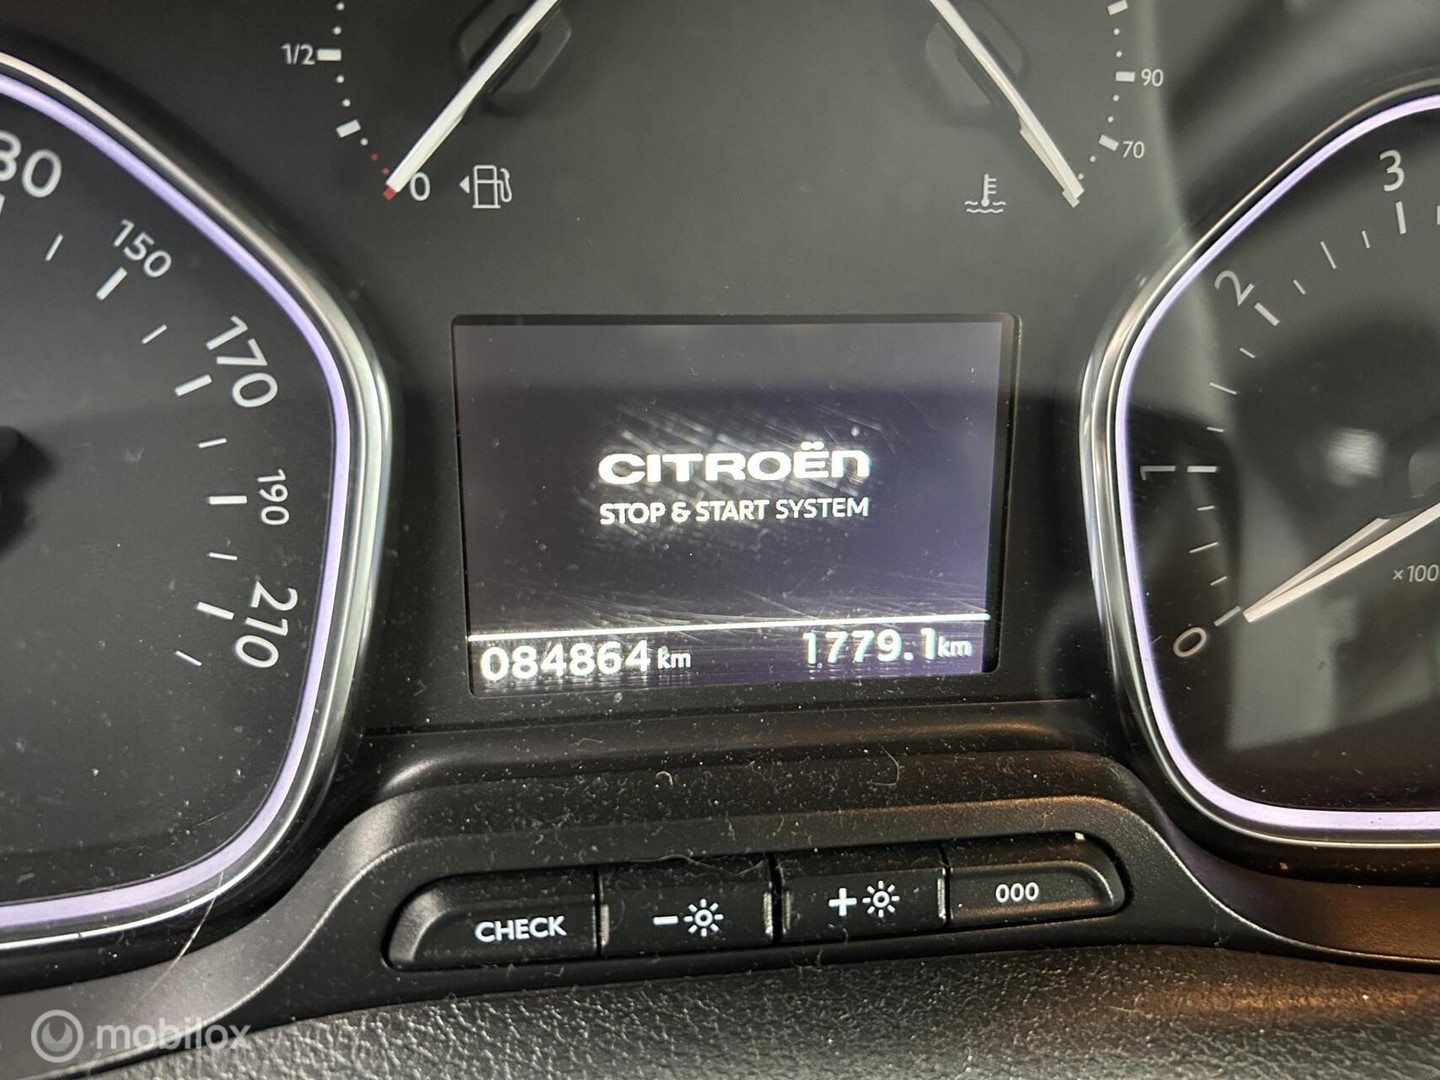 1/2
0
90
70
150
170
190
210
3
2
1
0
×100
CITROËN
STOP & START SYSTEM
084864 km
1779.1 km
CHECK
- +
000
mobilox